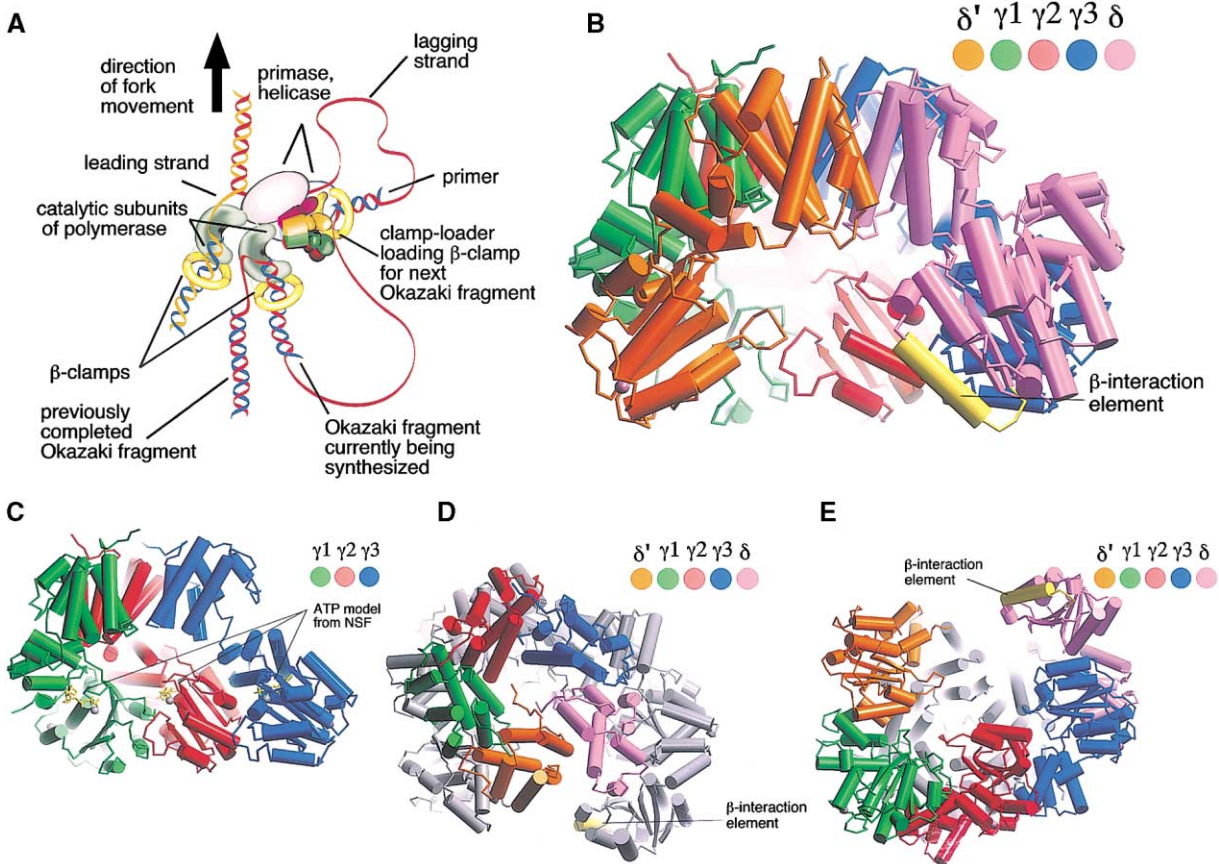 A
direction
of fork
movement
primase,
helicase
lagging
strand
leading strand
primer
catalytic subunits
of polymerase
clamp-loader
loading β-clamp
for next
Okazaki fragment
β-clamps
previously
completed
Okazaki fragment
Okazaki fragment
currently being
synthesized
B
δ' γ1 γ2 γ3 δ
β-interaction
element
C
γ1 γ2 γ3
ATP model
from NSF
D
δ' γ1 γ2 γ3 δ
β-interaction
element
E
β-interaction
element
δ' γ1 γ2 γ3 δ